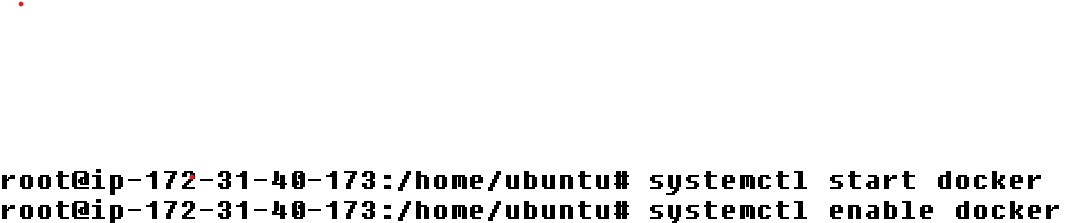 root@ip-172-31-40-173:/home/ubuntu# systemctl start docker
root@ip-172-31-40-173:/home/ubuntu# systemctl enable docker